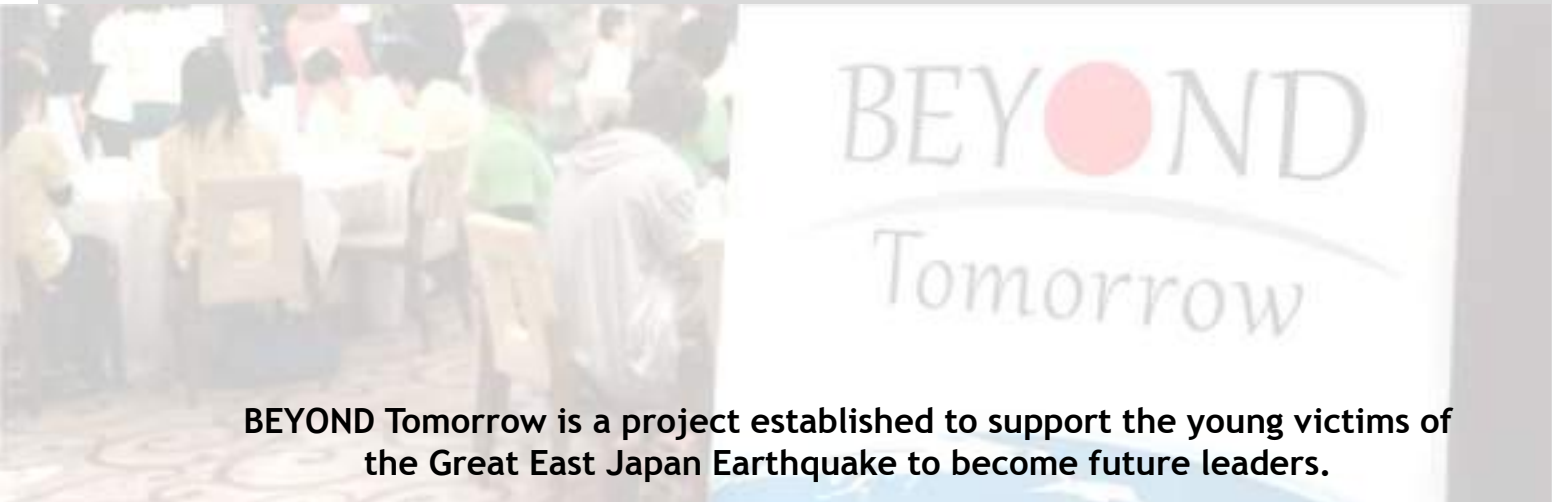 BEYOND
Tomorrow
BEYOND Tomorrow is a project established to support the young victims of
the Great East Japan Earthquake to become future leaders.